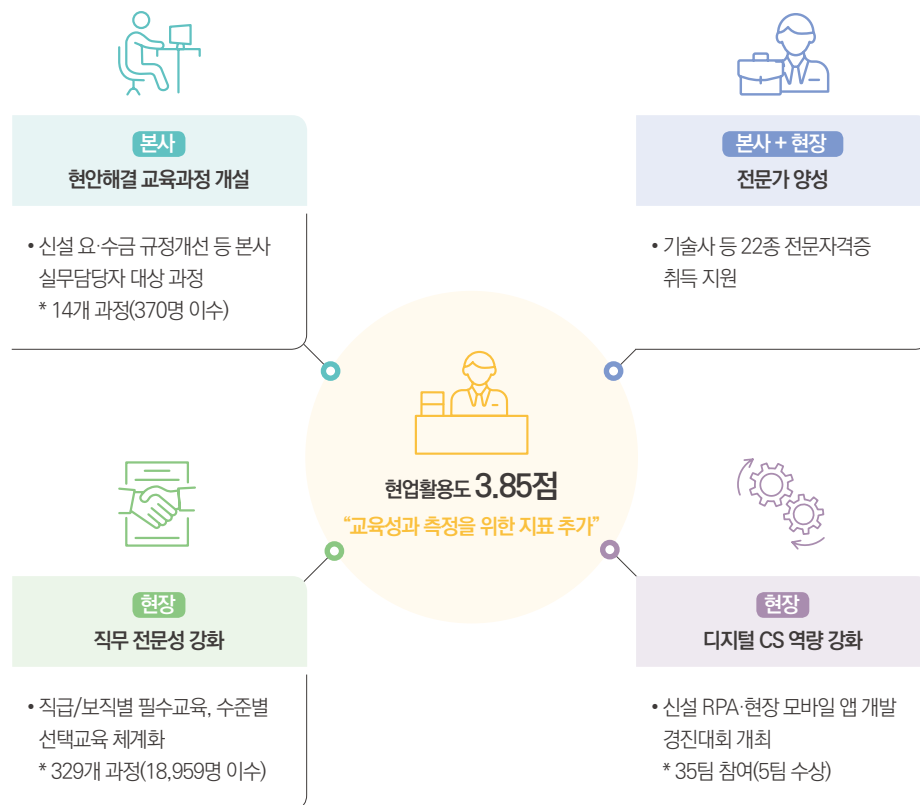 본사
현안해결 교육과정 개설
• 신설 요·수금 규정개선 등 본사
실무담당자 대상 과정
* 14개 과정(370명 이수)
본사 + 현장
전문가 양성
• 기술사 등 22종 전문자격증
취득 지원
현업활용도 3.85점
“교육성과 측정을 위한 지표 추가”
현장
직무 전문성 강화
• 직급/보직별 필수교육, 수준별
선택교육 체계화
* 329개 과정(18,959명 이수)
현장
디지털 CS 역량 강화
• 신설 RPA·현장 모바일 앱 개발
경진대회 개최
* 35팀 참여(5팀 수상)